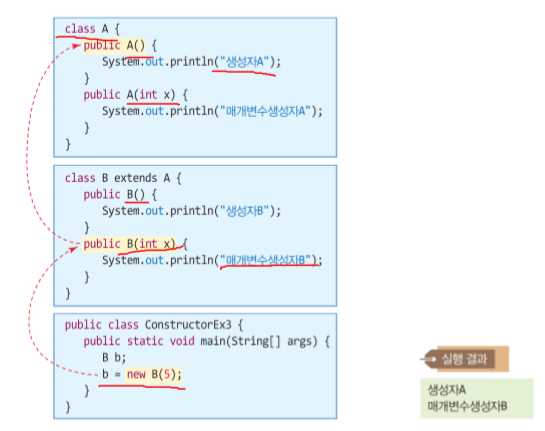 class A {
public A() {
System.out.println("생성자A");
}
public A(int x) {
System.out.println("매개변수생성자A");
}
}
class B extends A {
public B() {
System.out.println("생성자B");
}
public B(int x) {
System.out.println("매개변수생성자B");
}
}
public class ConstructorEx3 {
public static void main(String[] args) {
B b;
b = new B(5);
}
}
실행 결과
생성자A
매개변수생성자B